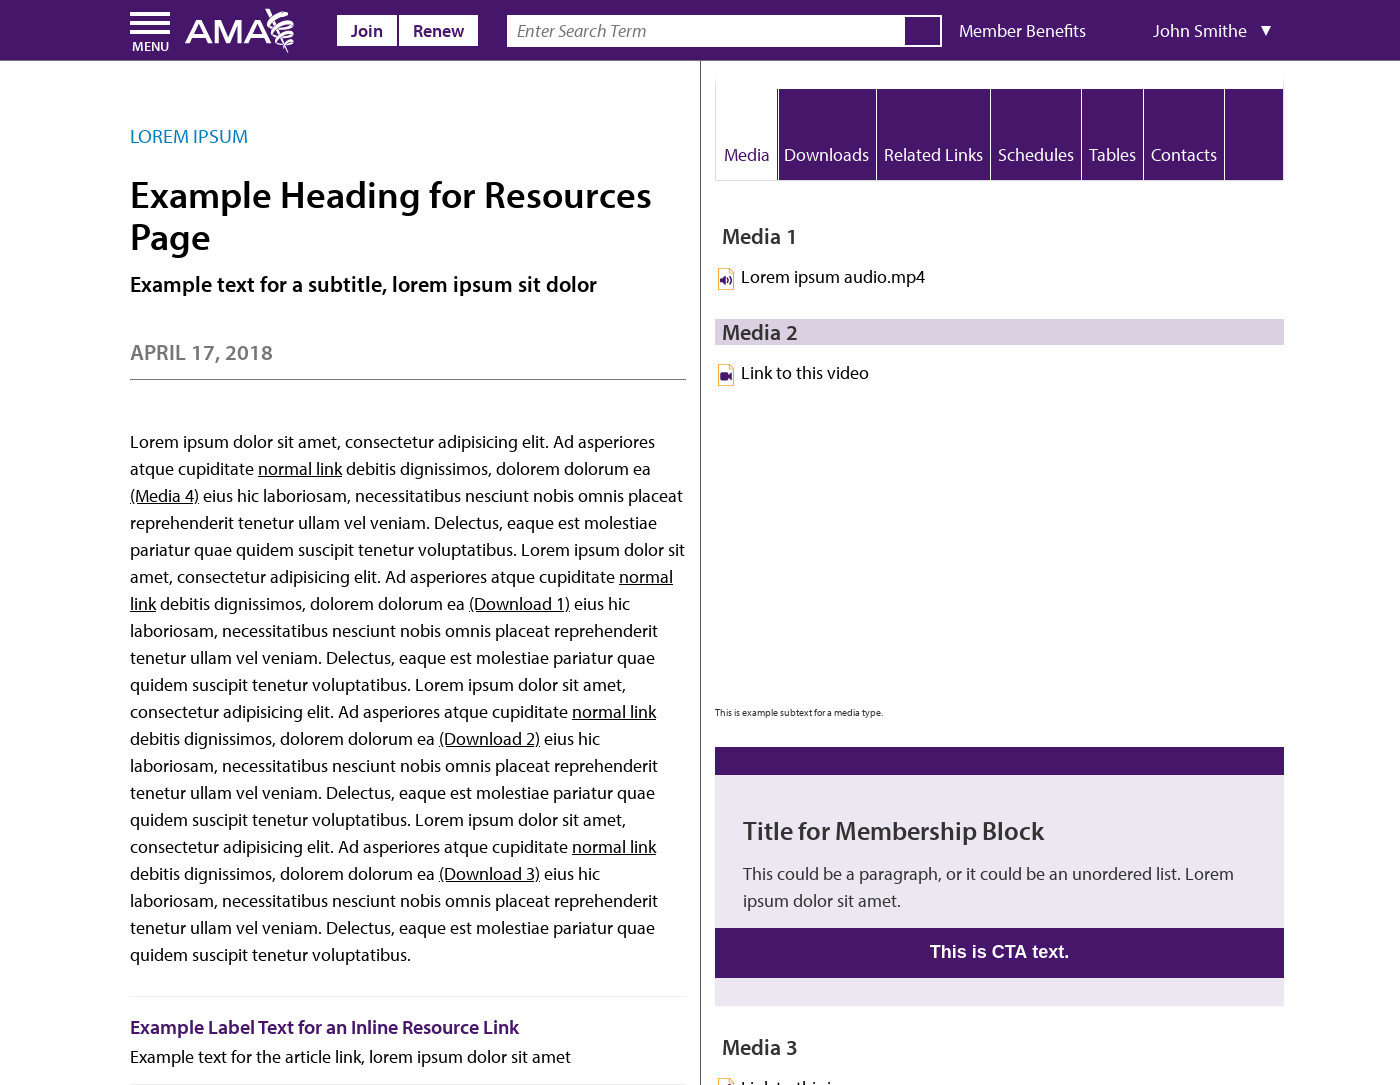 MENU
AMA
Join
Renew
Enter Search Term
Member Benefits
John Smithe ▼
LOREM IPSUM
Example Heading for Resources
Page
Example text for a subtitle, lorem ipsum sit dolor
APRIL 17, 2018
Lorem ipsum dolor sit amet, consectetur adipisicing elit. Ad asperiores
atque cupiditate normal link debitis dignissimos, dolorem dolorum ea
(Media 4) eius hic laboriosam, necessitatibus nesciunt nobis omnis placeat
reprehenderit tenetur ullam vel veniam. Delectus, eaque est molestiae
pariatur quae quidem suscipit tenetur voluptatibus. Lorem ipsum dolor sit
amet, consectetur adipisicing elit. Ad asperiores atque cupiditate normal
link debitis dignissimos, dolorem dolorum ea (Download 1) eius hic
laboriosam, necessitatibus nesciunt nobis omnis placeat reprehenderit
tenetur ullam vel veniam. Delectus, eaque est molestiae pariatur quae
quidem suscipit tenetur voluptatibus. Lorem ipsum dolor sit amet,
consectetur adipisicing elit. Ad asperiores atque cupiditate normal link
debitis dignissimos, dolorem dolorum ea (Download 2) eius hic
laboriosam, necessitatibus nesciunt nobis omnis placeat reprehenderit
tenetur ullam vel veniam. Delectus, eaque est molestiae pariatur quae
quidem suscipit tenetur voluptatibus. Lorem ipsum dolor sit amet,
consectetur adipisicing elit. Ad asperiores atque cupiditate normal link
debitis dignissimos, dolorem dolorum ea (Download 3) eius hic
laboriosam, necessitatibus nesciunt nobis omnis placeat reprehenderit
tenetur ullam vel veniam. Delectus, eaque est molestiae pariatur quae
quidem suscipit tenetur voluptatibus.
Example Label Text for an Inline Resource Link
Example text for the article link, lorem ipsum dolor sit amet
Media
Downloads
Related Links
Schedules
Tables
Contacts
Media 1
Lorem ipsum audio.mp4
Media 2
Link to this video
This is example subtext for a media type.
Title for Membership Block
This could be a paragraph, or it could be an unordered list. Lorem
ipsum dolor sit amet.
This is CTA text.
Media 3